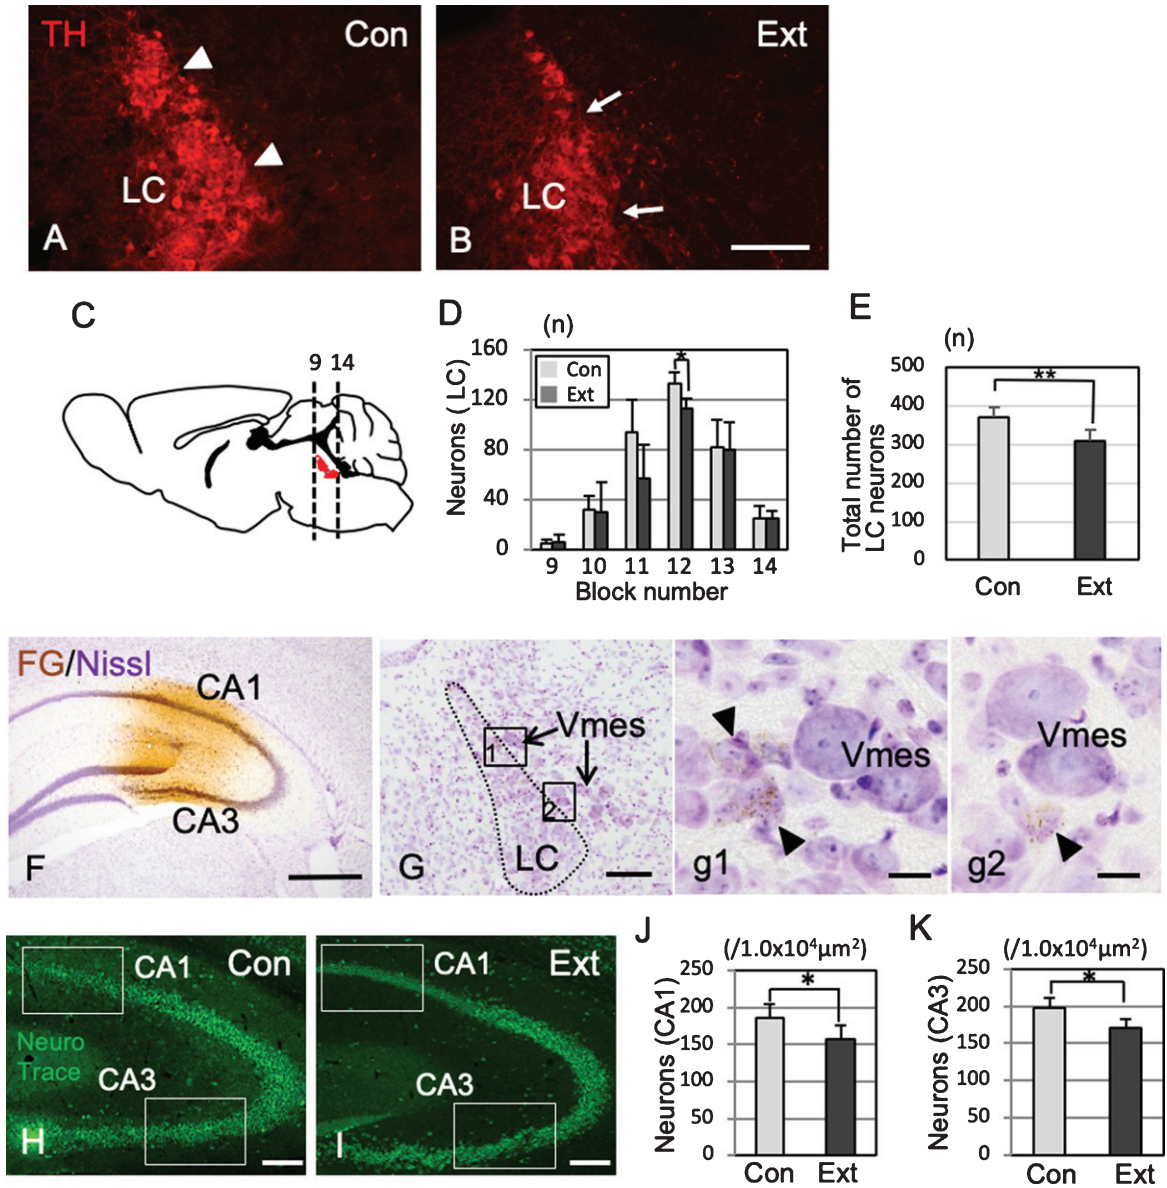 TH
Con
LC
A
Ext
LC
B
C
9 14
D
(n)
Neurons ( LC)
160
120
80
40
0
Con
Ext
*
9 10 11 12 13 14
Block number
E
(n)
Total number of
LC neurons
500
400
300
200
100
0
**
Con Ext
FG/Nissl
CA1
CA3
F
Vmes
1
2
LC
G
Vmes
g1
Vmes
g2
CA1 Con
Neuro
Trace
CA3
H
CA1 Ext
CA3
I
J
(/1.0x10⁴µm²)
Neurons (CA1)
250
200
150
100
50
0
*
Con Ext
K
(/1.0x10⁴µm²)
Neurons (CA3)
250
200
150
100
50
0
*
Con Ext